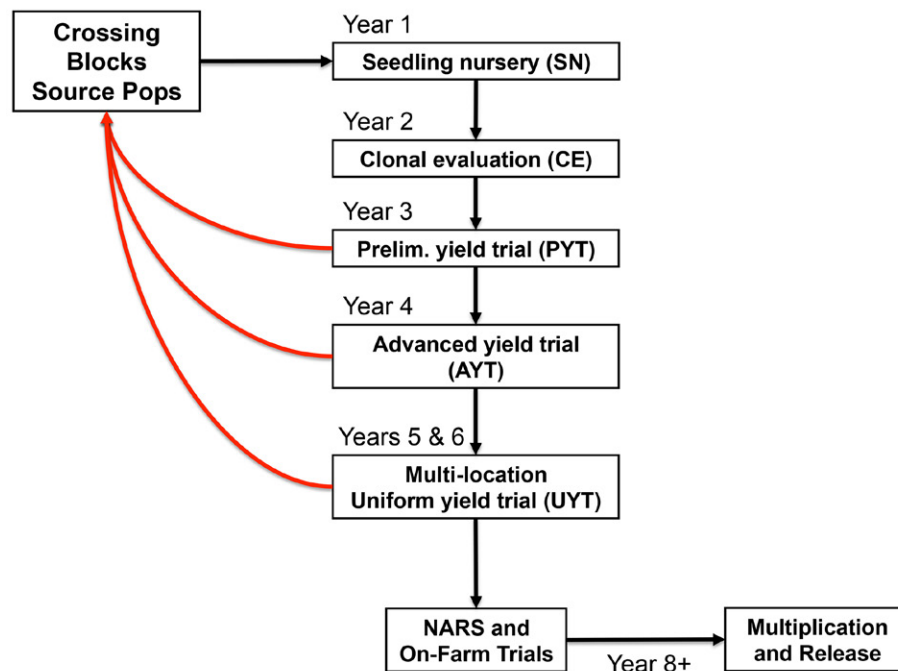 Crossing
Blocks
Source Pops
Year 1
Seedling nursery (SN)
Year 2
Clonal evaluation (CE)
Year 3
Prelim. yield trial (PYT)
Year 4
Advanced yield trial
(AYT)
Years 5 & 6
Multi-location
Uniform yield trial (UYT)
NARS and
On-Farm Trials
Year 8+
Multiplication
and Release